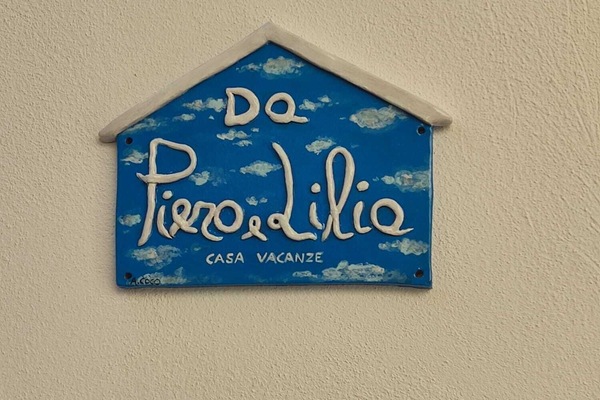 Da
Piero e Lilia
CASA VACANZE